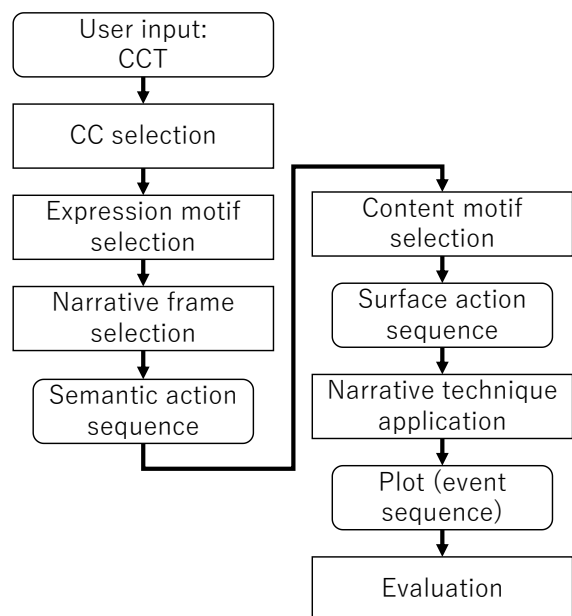 User input:
CCT
CC selection
Expression motif
selection
Narrative frame
selection
Semantic action
sequence
Content motif
selection
Surface action
sequence
Narrative technique
application
Plot (event
sequence)
Evaluation